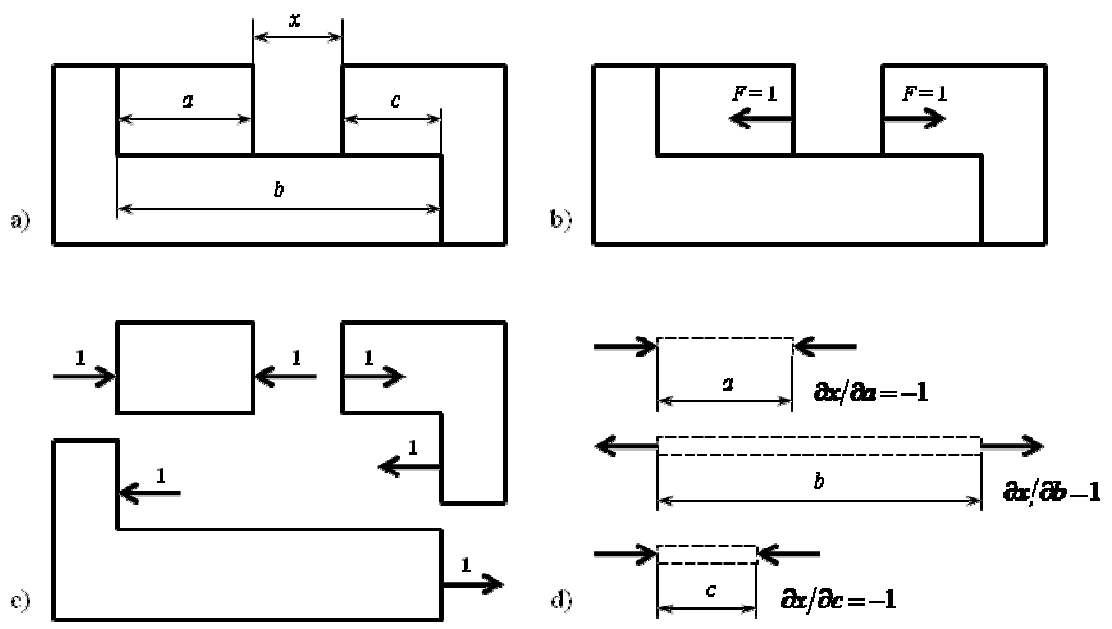 x
a
c
b
a)
F = 1
F = 1
b)
1
1
1
1
1
1
c)
a
∂x/∂a = −1
b
∂x/∂b − 1
c
∂x/∂c = −1
d)